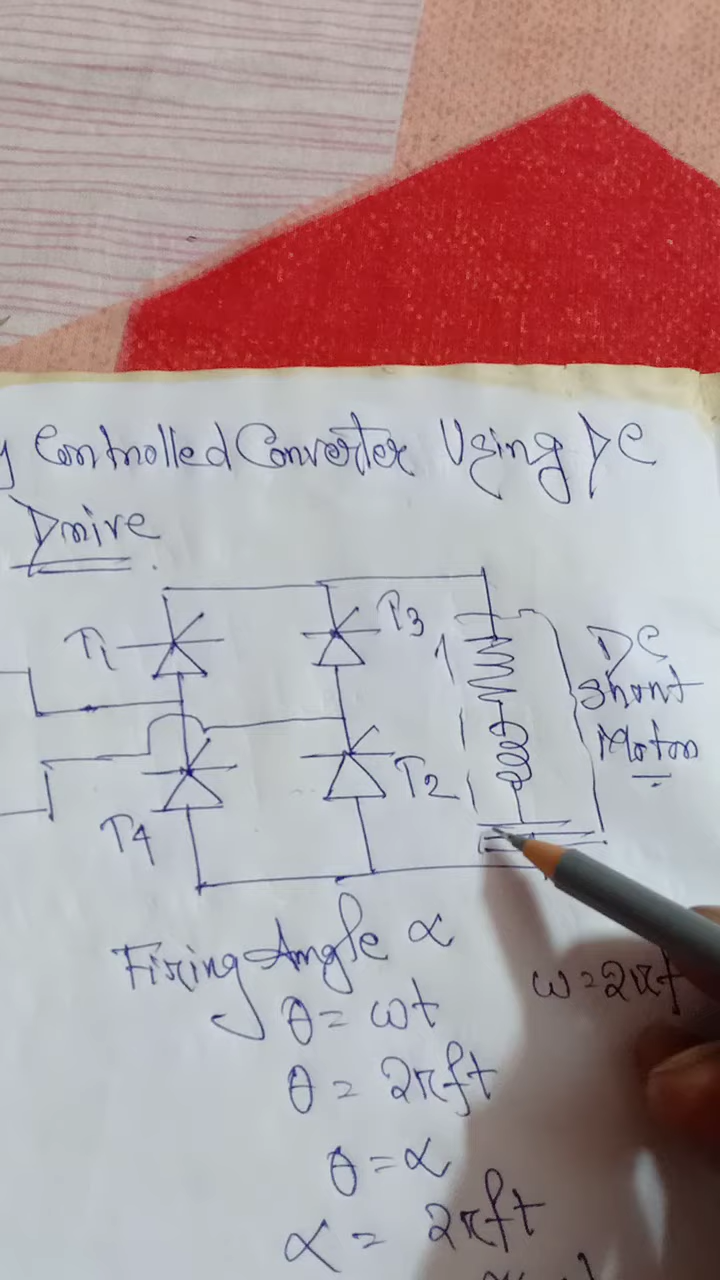 y Controlled Converter Using DC
Drive
T1
T3
DC
Shunt
Motor
T4
T2
Firing Angle α
ω=2πf
θ = ωt
θ = 2πft
θ = α
α = 2πft